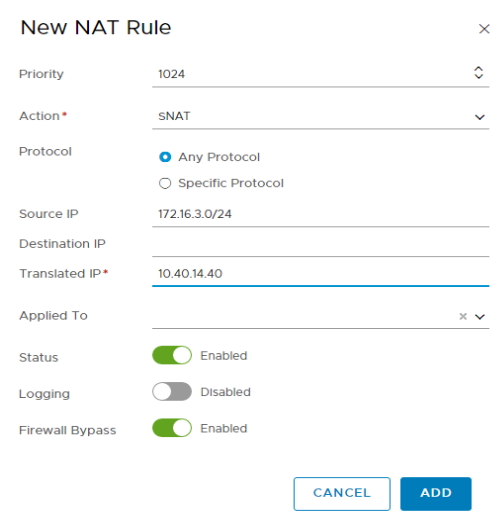 New NAT Rule ×
Priority 1024
Action* SNAT
Protocol Any Protocol
Specific Protocol
Source IP 172.16.3.0/24
Destination IP
Translated IP* 10.40.14.40
Applied To ×
Status Enabled
Logging Disabled
Firewall Bypass Enabled
CANCEL ADD